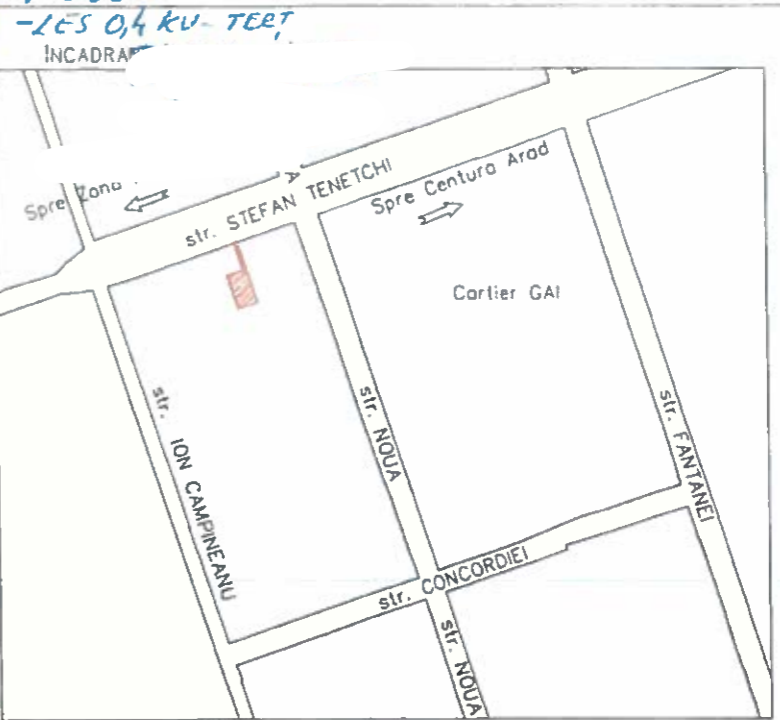 -LES 0,4 KV- TERȚ
INCADRA
Spre Zona
str. STEFAN TENETCHI
Spre Centura Arad
Cartier GAI
str. ION CAMPINEANU
str. NOUA
str. FANTANEI
str. CONCORDIEI
str. NOUA